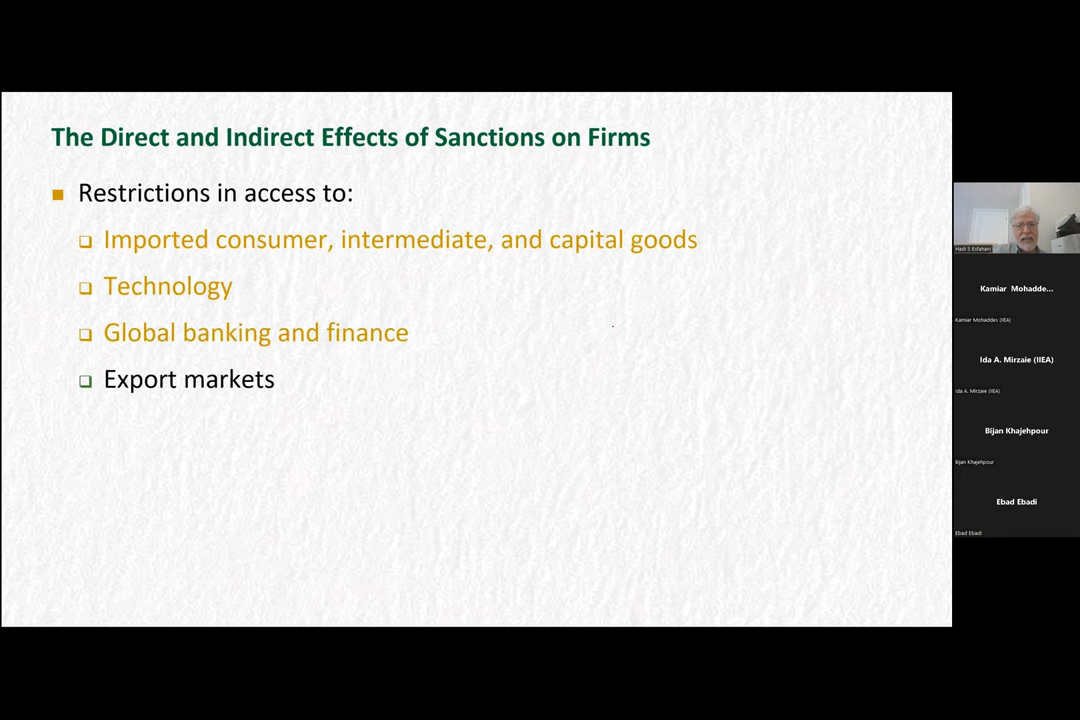 The Direct and Indirect Effects of Sanctions on Firms
Restrictions in access to:
Imported consumer, intermediate, and capital goods
Technology
Global banking and finance
Export markets
Hadi S Esfahani
Kamiar Mohadde...
Kamiar Mohaddes (IIEA)
Ida A. Mirzaie (IIEA)
Ida A. Mirzaie (IIEA)
Bijan Khajehpour
Bijan Khajehpour
Ebad Ebadi
Ebad Ebadi